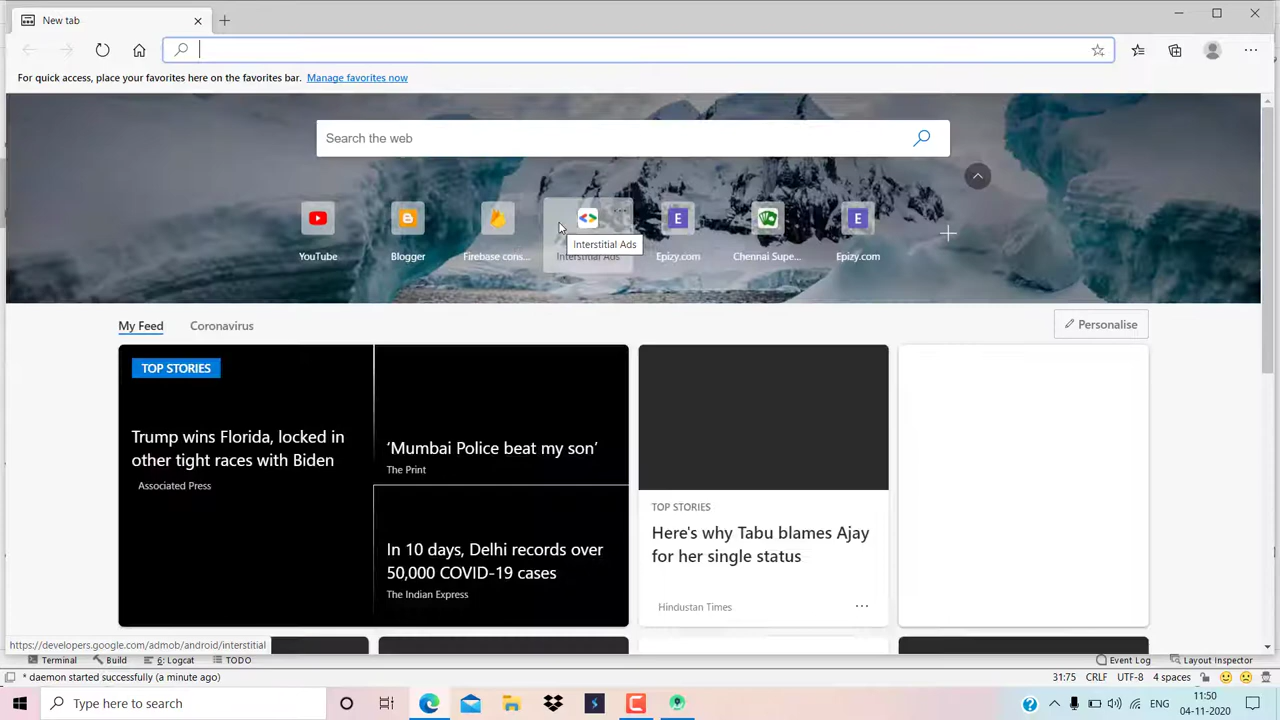 New tab
For quick access, place your favorites here on the favorites bar. Manage favorites now
Search the web
YouTube
Blogger
Firebase cons...
Interstitial Ads
Interstitial Ads
E
Epizy.com
Chennai Supe...
E
Epizy.com
My Feed
Coronavirus
Personalise
TOP STORIES
Trump wins Florida, locked in
other tight races with Biden
Associated Press
‘Mumbai Police beat my son’
The Print
In 10 days, Delhi records over
50,000 COVID-19 cases
The Indian Express
TOP STORIES
Here's why Tabu blames Ajay
for her single status
Hindustan Times
https://developers.google.com/admob/android/interstitial
Terminal
Build
6: Logcat
TODO
Event Log
Layout Inspector
* daemon started successfully (a minute ago)
31:75
CRLF
UTF-8
4 spaces
Type here to search
ENG
11:50
04-11-2020